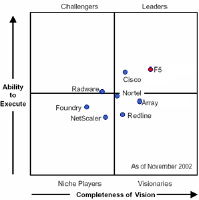 Challengers Leaders
F5
Cisco
Ability
to
Execute
Radware
Nortel
Array
Foundry
NetScaler
Redline
As of November 2002
Niche Players Visionaries
Completeness of Vision